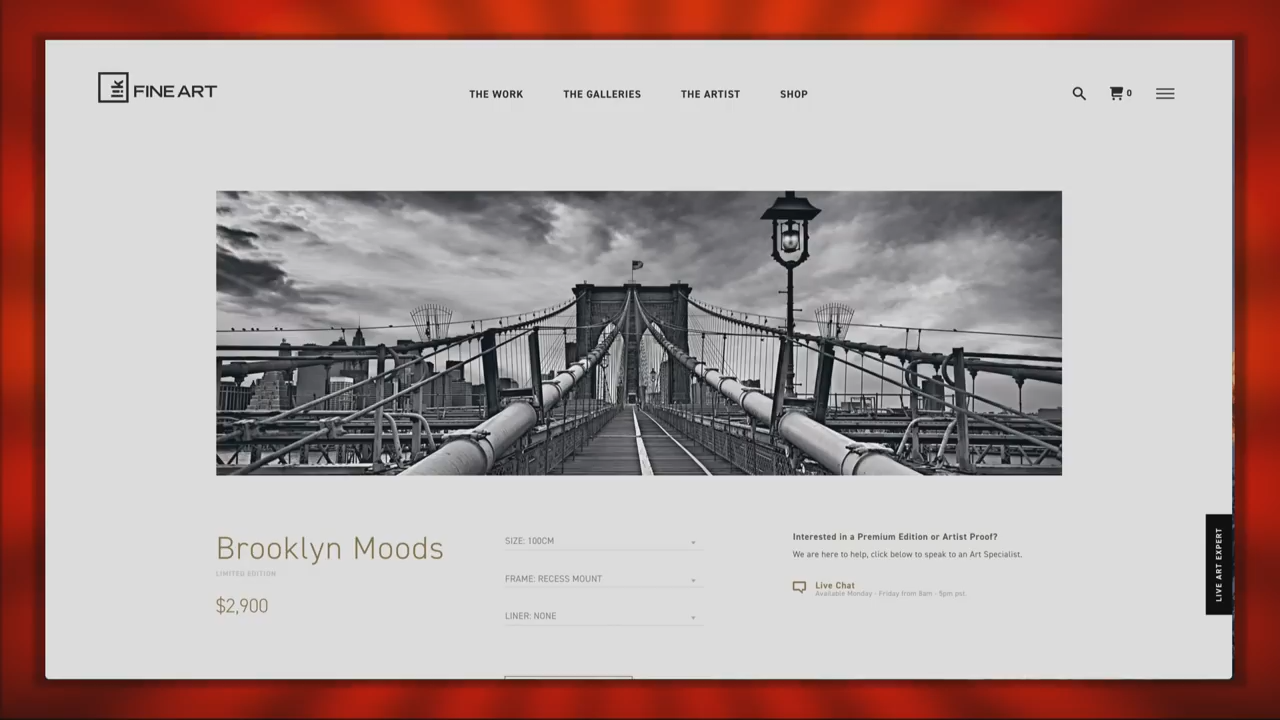 lik FINE ART
THE WORK THE GALLERIES THE ARTIST SHOP
0
Brooklyn Moods
LIMITED EDITION
$2,900
SIZE: 100CM
FRAME: RECESS MOUNT
LINER: NONE
Interested in a Premium Edition or Artist Proof?
We are here to help, click below to speak to an Art Specialist.
Live Chat
Available Monday - Friday from 8am - 5pm pst.
LIVE ART EXPERT